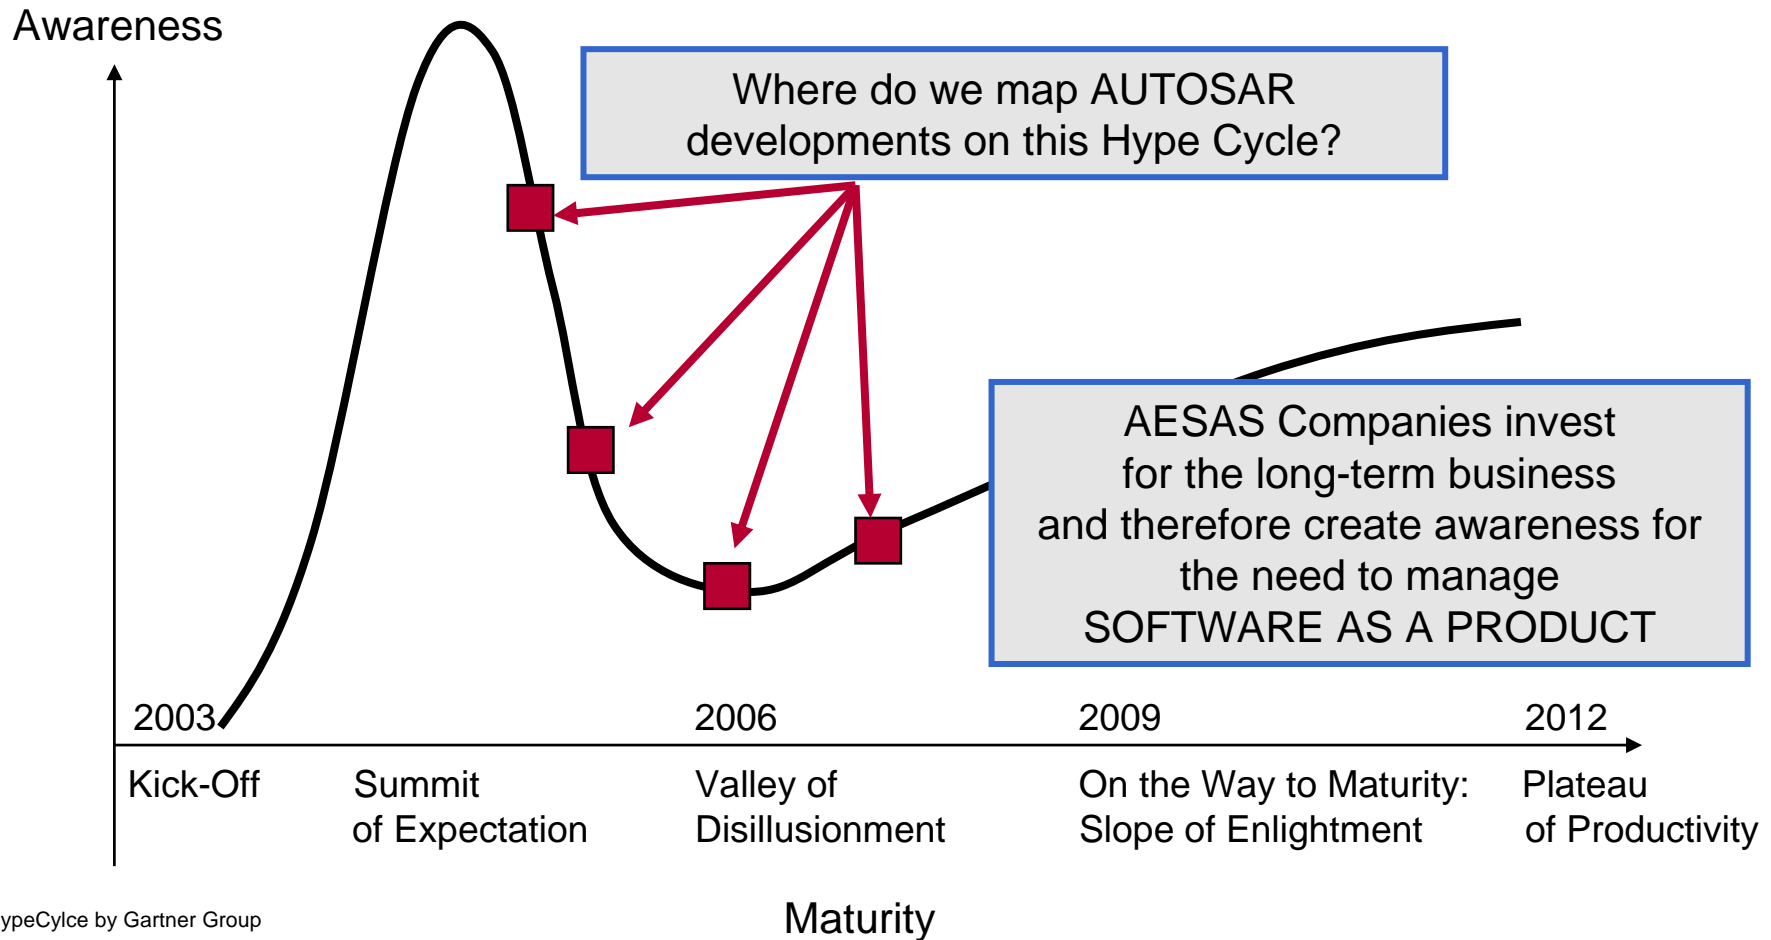 Awareness
Where do we map AUTOSAR
developments on this Hype Cycle?
AESAS Companies invest
for the long-term business
and therefore create awareness for
the need to manage
SOFTWARE AS A PRODUCT
2003
2006
2009
2012
Kick-Off
Summit
of Expectation
Valley of
Disillusionment
On the Way to Maturity:
Slope of Enlightment
Plateau
of Productivity
Maturity
ypeCylce by Gartner Group